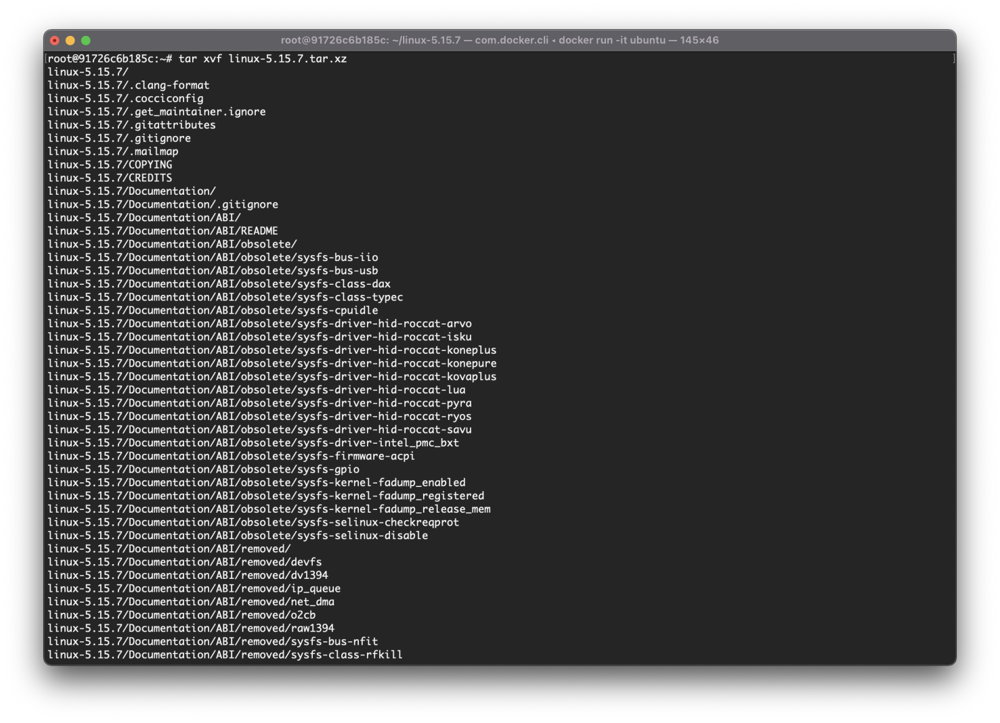 root@91726c6b185c: ~/linux-5.15.7 — com.docker.cli ◂ docker run -it ubuntu — 145×46
[root@91726c6b185c:~# tar xvf linux-5.15.7.tar.xz ]
linux-5.15.7/
linux-5.15.7/.clang-format
linux-5.15.7/.cocciconfig
linux-5.15.7/.get_maintainer.ignore
linux-5.15.7/.gitattributes
linux-5.15.7/.gitignore
linux-5.15.7/.mailmap
linux-5.15.7/COPYING
linux-5.15.7/CREDITS
linux-5.15.7/Documentation/
linux-5.15.7/Documentation/.gitignore
linux-5.15.7/Documentation/ABI/
linux-5.15.7/Documentation/ABI/README
linux-5.15.7/Documentation/ABI/obsolete/
linux-5.15.7/Documentation/ABI/obsolete/sysfs-bus-iio
linux-5.15.7/Documentation/ABI/obsolete/sysfs-bus-usb
linux-5.15.7/Documentation/ABI/obsolete/sysfs-class-dax
linux-5.15.7/Documentation/ABI/obsolete/sysfs-class-typec
linux-5.15.7/Documentation/ABI/obsolete/sysfs-cpuidle
linux-5.15.7/Documentation/ABI/obsolete/sysfs-driver-hid-roccat-arvo
linux-5.15.7/Documentation/ABI/obsolete/sysfs-driver-hid-roccat-isku
linux-5.15.7/Documentation/ABI/obsolete/sysfs-driver-hid-roccat-koneplus
linux-5.15.7/Documentation/ABI/obsolete/sysfs-driver-hid-roccat-konepure
linux-5.15.7/Documentation/ABI/obsolete/sysfs-driver-hid-roccat-kovaplus
linux-5.15.7/Documentation/ABI/obsolete/sysfs-driver-hid-roccat-lua
linux-5.15.7/Documentation/ABI/obsolete/sysfs-driver-hid-roccat-pyra
linux-5.15.7/Documentation/ABI/obsolete/sysfs-driver-hid-roccat-ryos
linux-5.15.7/Documentation/ABI/obsolete/sysfs-driver-hid-roccat-savu
linux-5.15.7/Documentation/ABI/obsolete/sysfs-driver-intel_pmc_bxt
linux-5.15.7/Documentation/ABI/obsolete/sysfs-firmware-acpi
linux-5.15.7/Documentation/ABI/obsolete/sysfs-gpio
linux-5.15.7/Documentation/ABI/obsolete/sysfs-kernel-fadump_enabled
linux-5.15.7/Documentation/ABI/obsolete/sysfs-kernel-fadump_registered
linux-5.15.7/Documentation/ABI/obsolete/sysfs-kernel-fadump_release_mem
linux-5.15.7/Documentation/ABI/obsolete/sysfs-selinux-checkreqprot
linux-5.15.7/Documentation/ABI/obsolete/sysfs-selinux-disable
linux-5.15.7/Documentation/ABI/removed/
linux-5.15.7/Documentation/ABI/removed/devfs
linux-5.15.7/Documentation/ABI/removed/dv1394
linux-5.15.7/Documentation/ABI/removed/ip_queue
linux-5.15.7/Documentation/ABI/removed/net_dma
linux-5.15.7/Documentation/ABI/removed/o2cb
linux-5.15.7/Documentation/ABI/removed/raw1394
linux-5.15.7/Documentation/ABI/removed/sysfs-bus-nfit
linux-5.15.7/Documentation/ABI/removed/sysfs-class-rfkill